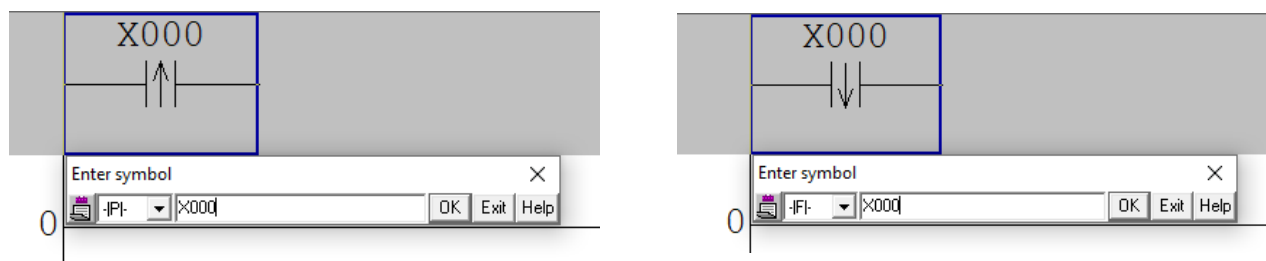 X000
Enter symbol
-|P|- X000 OK Exit Help
0
X000
Enter symbol
-|F|- X000 OK Exit Help
0